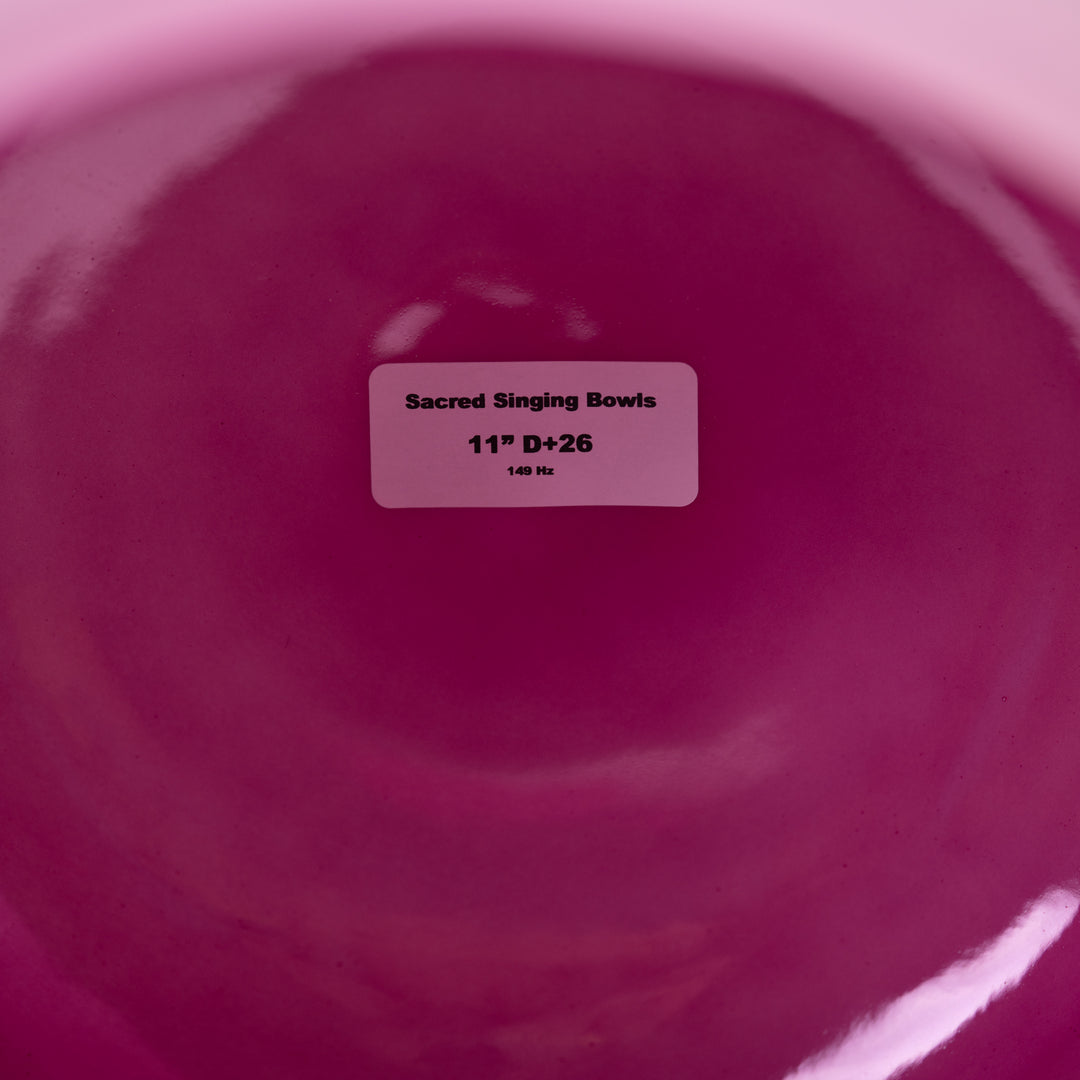 Sacred Singing Bowls
11” D+26
149 Hz